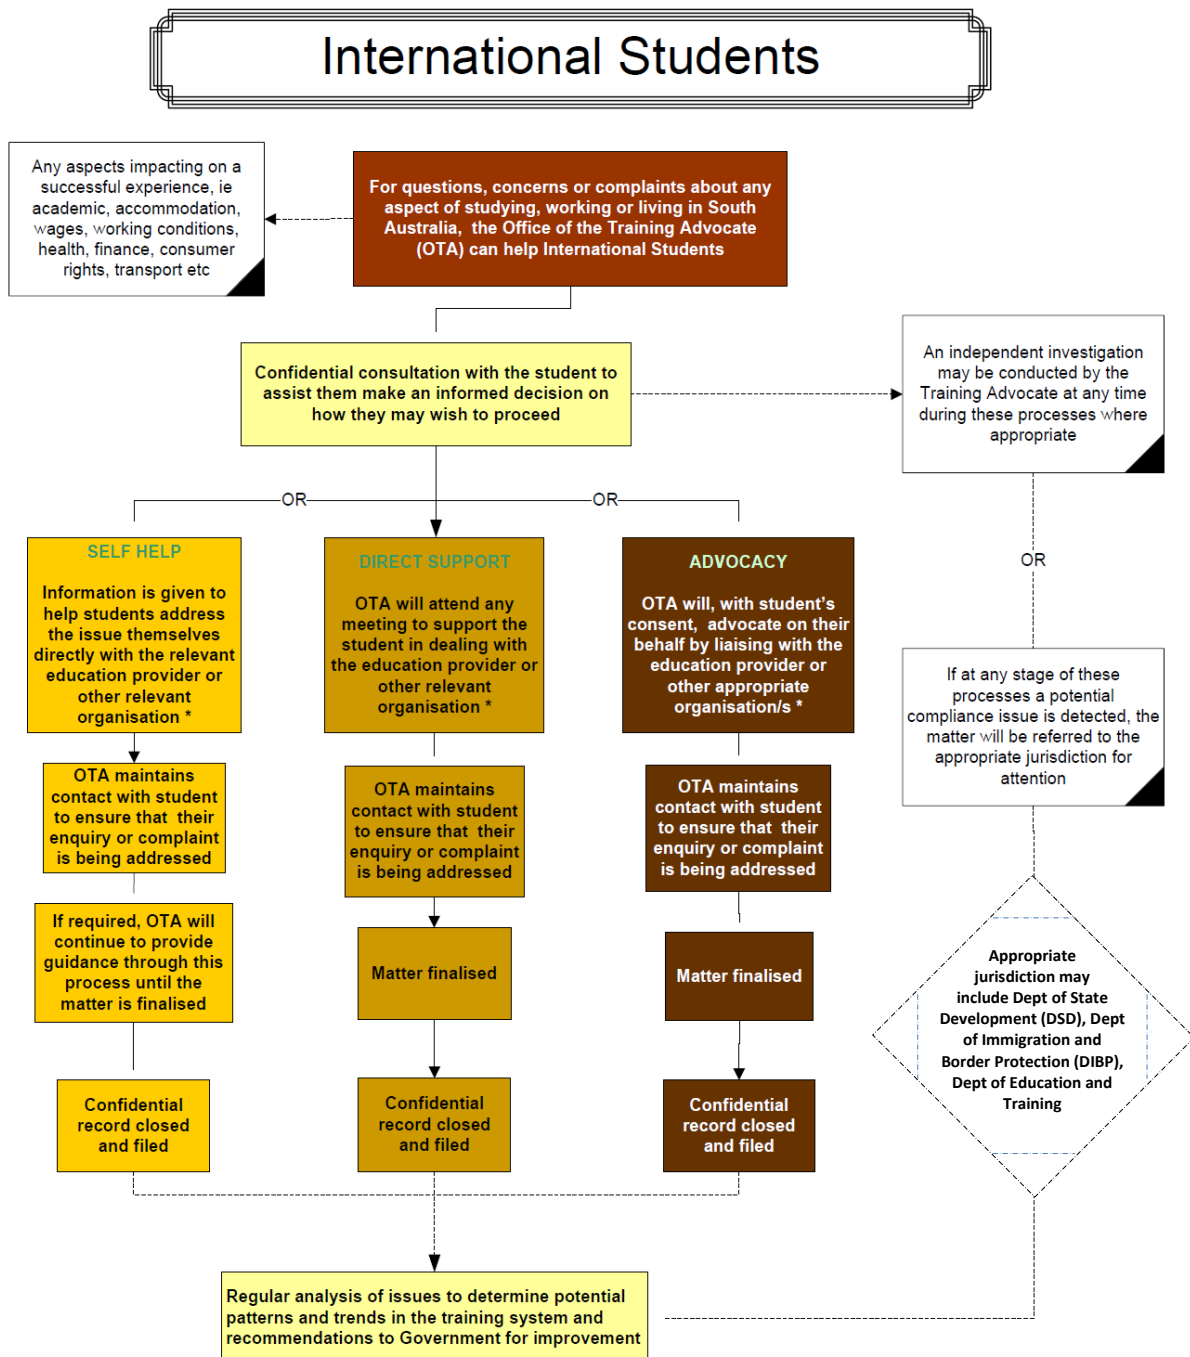 International Students
Any aspects impacting on a
successful experience, ie
academic, accommodation,
wages, working conditions,
health, finance, consumer
rights, transport etc
For questions, concerns or complaints about any
aspect of studying, working or living in South
Australia,  the Office of the Training Advocate
(OTA) can help International Students
Confidential consultation with the student to
assist them make an informed decision on
how they may wish to proceed
An independent investigation
may be conducted by the
Training Advocate at any time
during these processes where
appropriate
OR
OR
SELF HELP
Information is given to
help students address
the issue themselves
directly with the relevant
education provider or
other relevant
organisation *
DIRECT SUPPORT
OTA will attend any
meeting to support the
student in dealing with
the education provider or
other relevant
organisation *
ADVOCACY
OTA will, with student’s
consent,  advocate on their
behalf by liaising with the
education provider or
other appropriate
organisation/s *
OR
If at any stage of these
processes a potential
compliance issue is detected, the
matter will be referred to the
appropriate jurisdiction for
attention
OTA maintains
contact with student
to ensure that  their
enquiry or complaint
is being addressed
OTA maintains
contact with student
to ensure that  their
enquiry or complaint
is being addressed
OTA maintains
contact with student
to ensure that  their
enquiry or complaint
is being addressed
If required, OTA will
continue to provide
guidance through this
process until the
matter is finalised
Matter finalised
Matter finalised
Appropriate
jurisdiction may
include Dept of State
Development (DSD), Dept
of Immigration and
Border Protection (DIBP),
Dept of Education and
Training
Confidential
record closed
and filed
Confidential
record closed
and filed
Confidential
record closed
and filed
Regular analysis of issues to determine potential
patterns and trends in the training system and
recommendations to Government for improvement